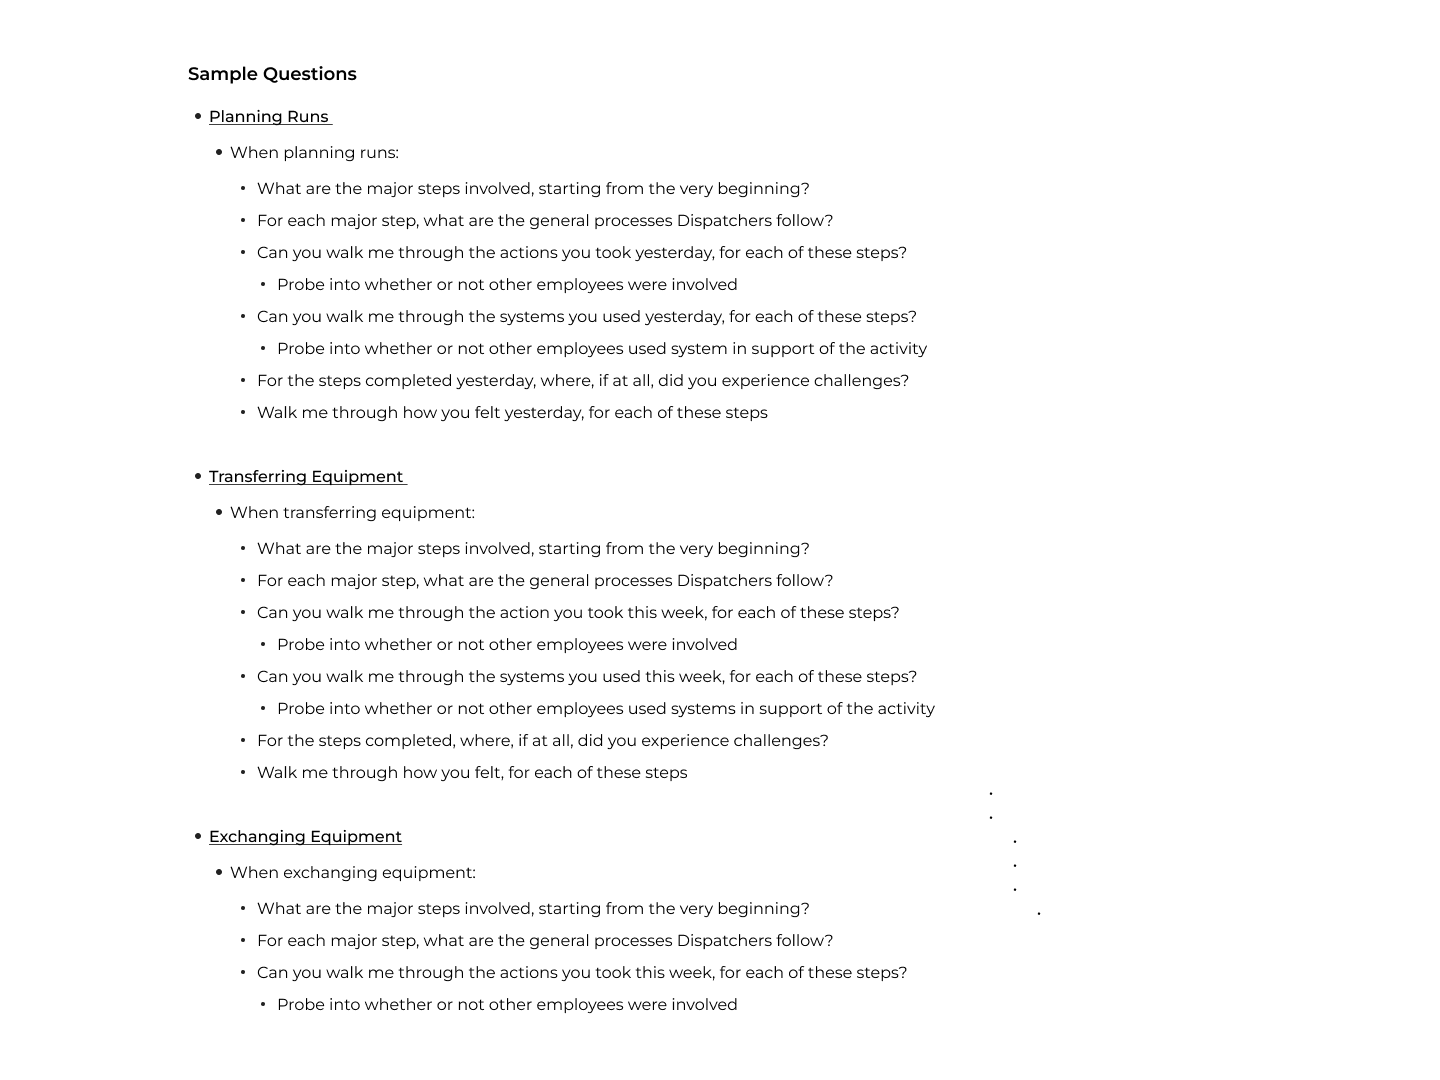 Sample Questions
• Planning Runs
• When planning runs:
• What are the major steps involved, starting from the very beginning?
• For each major step, what are the general processes Dispatchers follow?
• Can you walk me through the actions you took yesterday, for each of these steps?
• Probe into whether or not other employees were involved
• Can you walk me through the systems you used yesterday, for each of these steps?
• Probe into whether or not other employees used system in support of the activity
• For the steps completed yesterday, where, if at all, did you experience challenges?
• Walk me through how you felt yesterday, for each of these steps
• Transferring Equipment
• When transferring equipment:
• What are the major steps involved, starting from the very beginning?
• For each major step, what are the general processes Dispatchers follow?
• Can you walk me through the action you took this week, for each of these steps?
• Probe into whether or not other employees were involved
• Can you walk me through the systems you used this week, for each of these steps?
• Probe into whether or not other employees used systems in support of the activity
• For the steps completed, where, if at all, did you experience challenges?
• Walk me through how you felt, for each of these steps
• Exchanging Equipment
• When exchanging equipment:
• What are the major steps involved, starting from the very beginning?
• For each major step, what are the general processes Dispatchers follow?
• Can you walk me through the actions you took this week, for each of these steps?
• Probe into whether or not other employees were involved